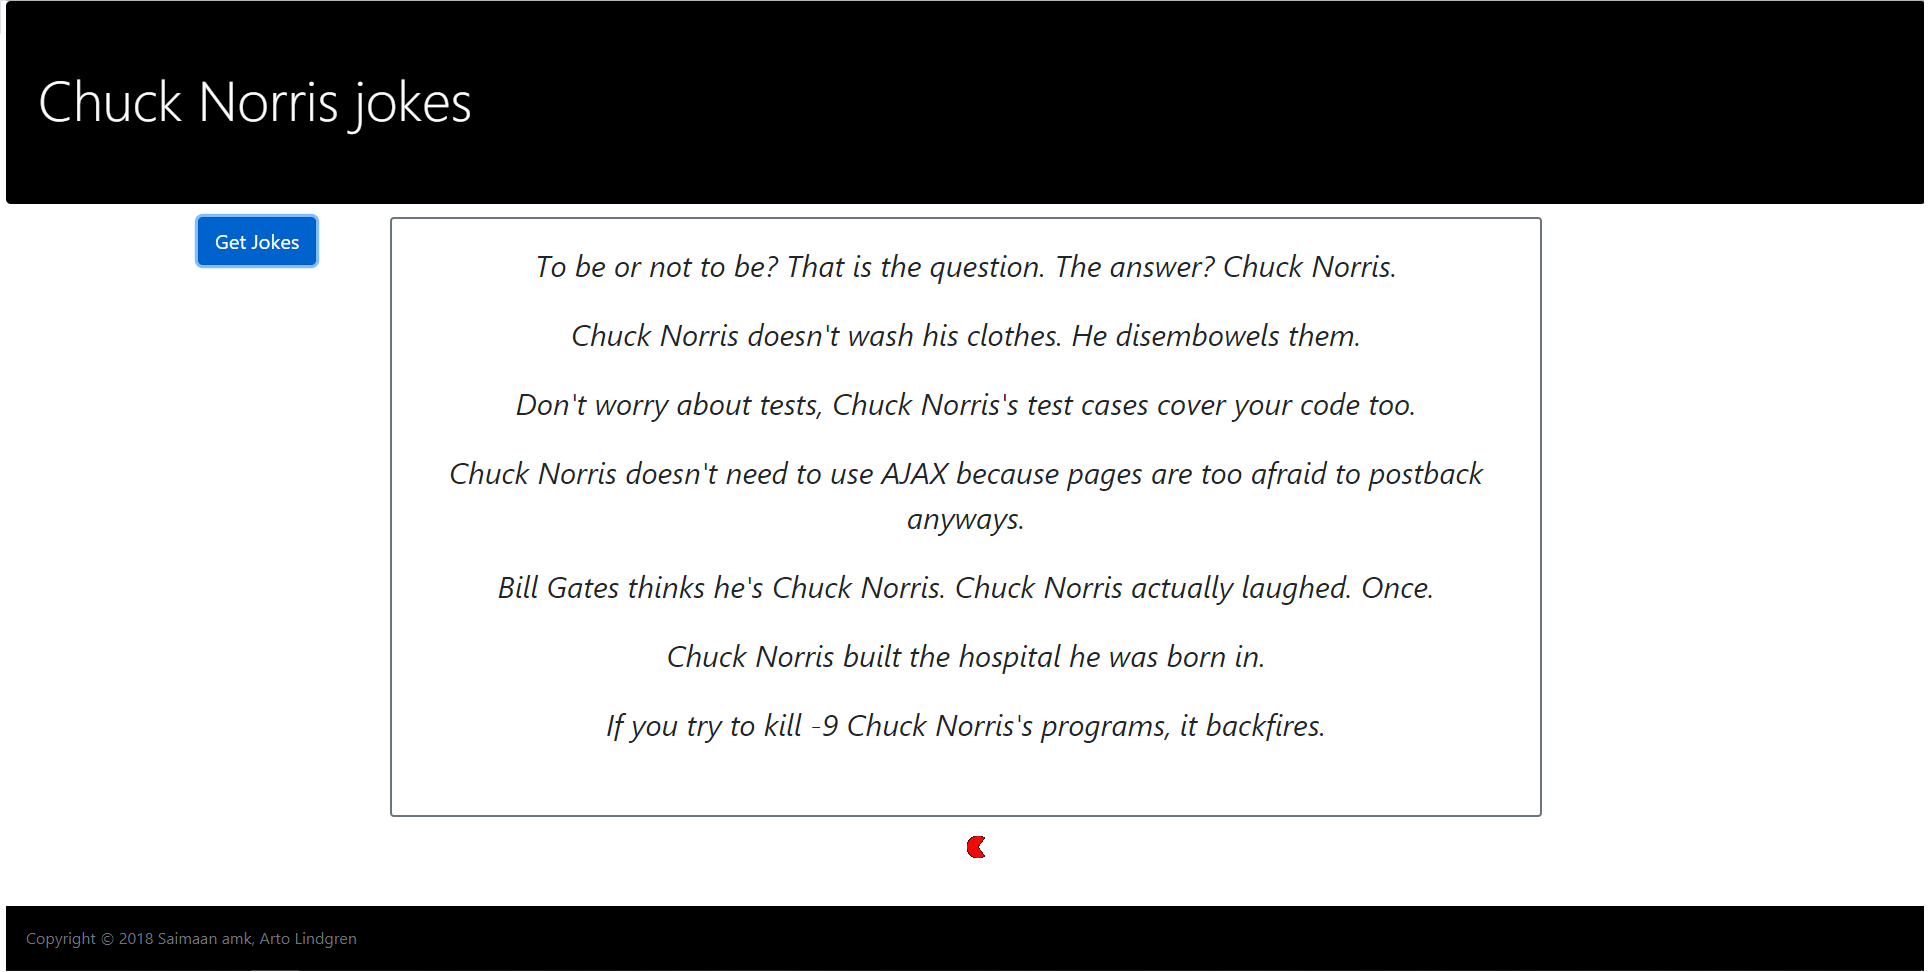 Chuck Norris jokes
Get Jokes
To be or not to be? That is the question. The answer? Chuck Norris.
Chuck Norris doesn't wash his clothes. He disembowels them.
Don't worry about tests, Chuck Norris's test cases cover your code too.
Chuck Norris doesn't need to use AJAX because pages are too afraid to postback
anyways.
Bill Gates thinks he's Chuck Norris. Chuck Norris actually laughed. Once.
Chuck Norris built the hospital he was born in.
If you try to kill -9 Chuck Norris's programs, it backfires.
Copyright © 2018 Saimaan amk, Arto Lindgren